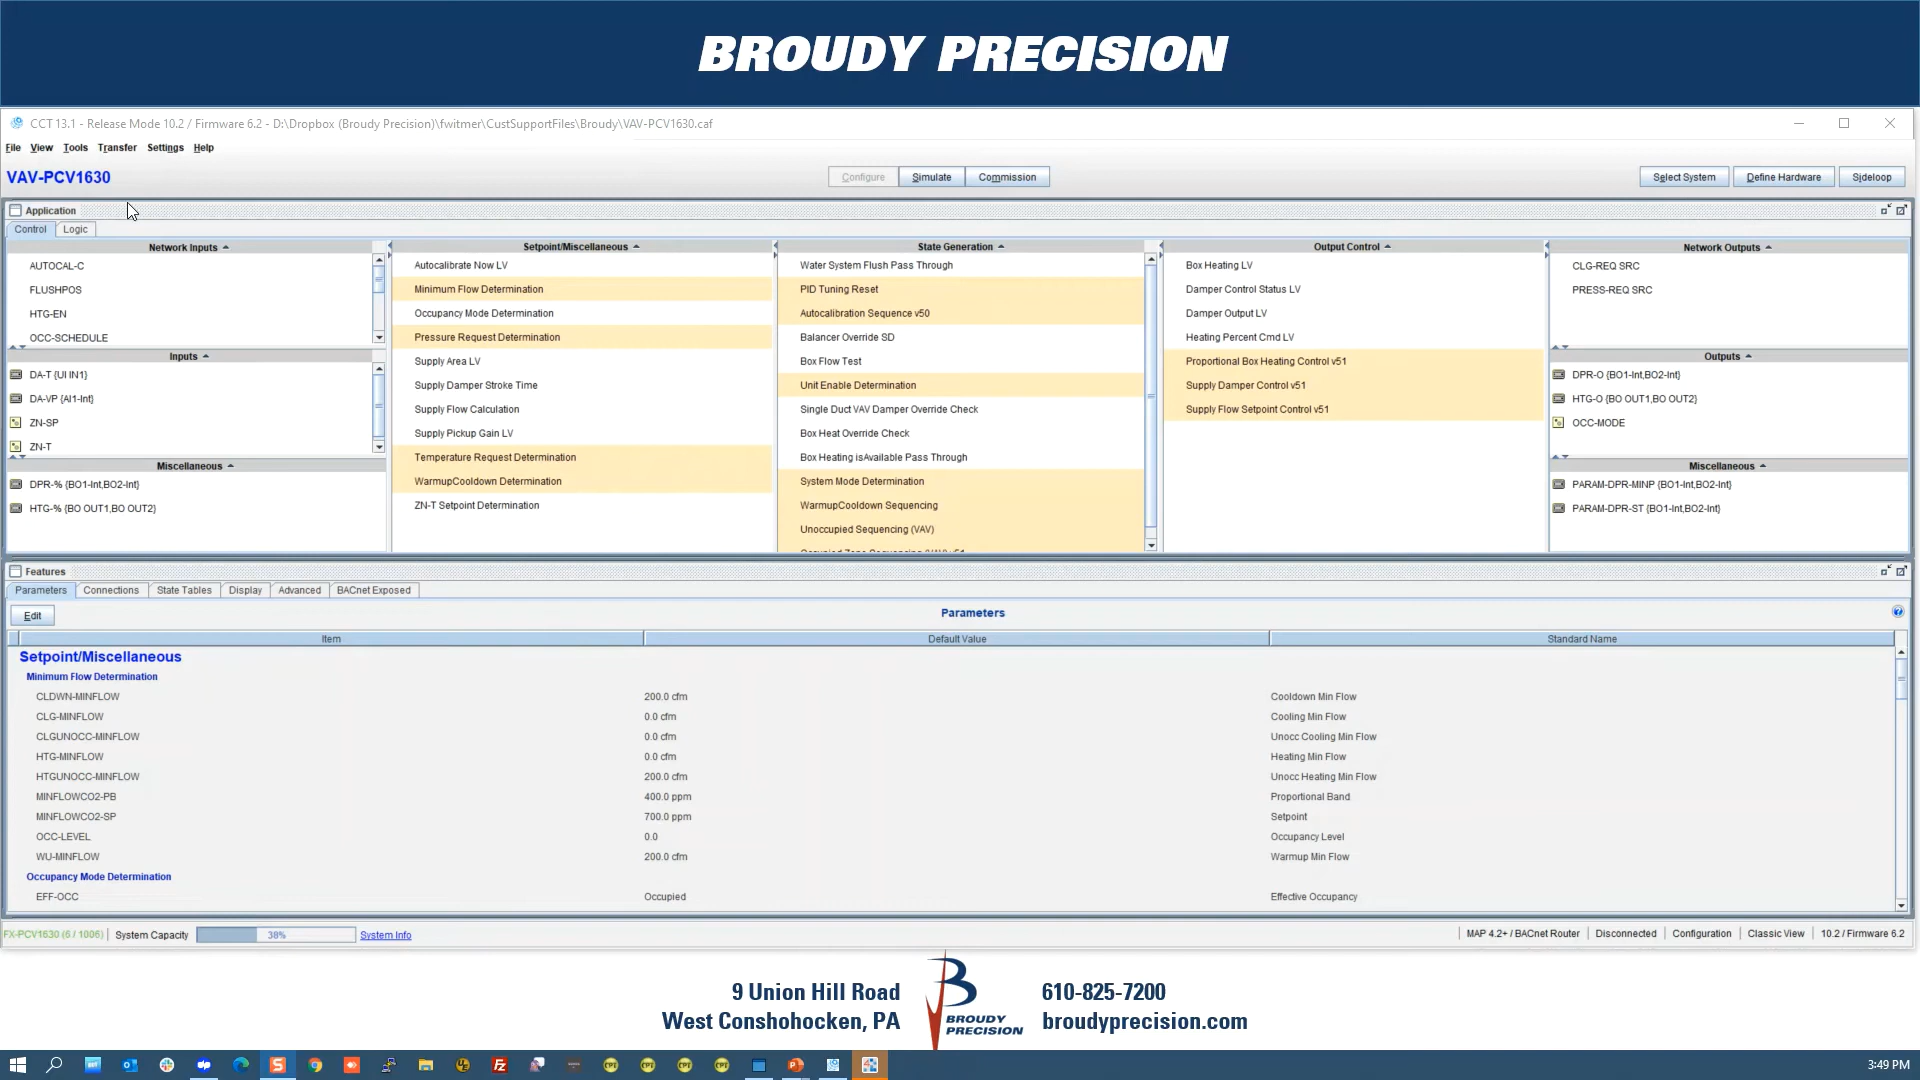 BROUDY PRECISION
CCT 13.1 - Release Mode 10.2 / Firmware 6.2 - D:\Dropbox (Broudy Precision)\fwitmer\CustSupportFiles\Broudy\VAV-PCV1630.caf
File View Tools Transfer Settings Help
VAV-PCV1630
Configure Simulate Commission
Select System Define Hardware Sideloop
Application
Control Logic
Network Inputs
AUTOCAL-C
FLUSHPOS
HTG-EN
OCC-SCHEDULE
Inputs
DA-T {UI IN1}
DA-VP {AI1-Int}
ZN-SP
ZN-T
Miscellaneous
DPR-% {BO1-Int,BO2-Int}
HTG-% {BO OUT1,BO OUT2}
Setpoint/Miscellaneous
Autocalibrate Now LV
Minimum Flow Determination
Occupancy Mode Determination
Pressure Request Determination
Supply Area LV
Supply Damper Stroke Time
Supply Flow Calculation
Supply Pickup Gain LV
Temperature Request Determination
WarmupCooldown Determination
ZN-T Setpoint Determination
State Generation
Water System Flush Pass Through
PID Tuning Reset
Autocalibration Sequence v50
Balancer Override SD
Box Flow Test
Unit Enable Determination
Single Duct VAV Damper Override Check
Box Heat Override Check
Box Heating isAvailable Pass Through
System Mode Determination
WarmupCooldown Sequencing
Unoccupied Sequencing (VAV)
Output Control
Box Heating LV
Damper Control Status LV
Damper Output LV
Heating Percent Cmd LV
Proportional Box Heating Control v51
Supply Damper Control v51
Supply Flow Setpoint Control v51
Network Outputs
CLG-REQ SRC
PRESS-REQ SRC
Outputs
DPR-O {BO1-Int,BO2-Int}
HTG-O {BO OUT1,BO OUT2}
OCC-MODE
Miscellaneous
PARAM-DPR-MINP {BO1-Int,BO2-Int}
PARAM-DPR-ST {BO1-Int,BO2-Int}
Features
Parameters Connections State Tables Display Advanced BACnet Exposed
Edit Parameters
Item Default Value Standard Name
Setpoint/Miscellaneous
Minimum Flow Determination
CLDWN-MINFLOW 200.0 cfm Cooldown Min Flow
CLG-MINFLOW 0.0 cfm Cooling Min Flow
CLGUNOCC-MINFLOW 0.0 cfm Unocc Cooling Min Flow
HTG-MINFLOW 0.0 cfm Heating Min Flow
HTGUNOCC-MINFLOW 200.0 cfm Unocc Heating Min Flow
MINFLOWCO2-PB 400.0 ppm Proportional Band
MINFLOWCO2-SP 700.0 ppm Setpoint
OCC-LEVEL 0.0 Occupancy Level
WU-MINFLOW 200.0 cfm Warmup Min Flow
Occupancy Mode Determination
EFF-OCC Occupied Effective Occupancy
FX-PCV1630 (6 / 1006) System Capacity 38% System Info MAP 4.2+ / BACnet Router Disconnected Configuration Classic View 10.2 / Firmware 6.2
9 Union Hill Road
West Conshohocken, PA
BROUDY
PRECISION
610-825-7200
broudyprecision.com
3:49 PM